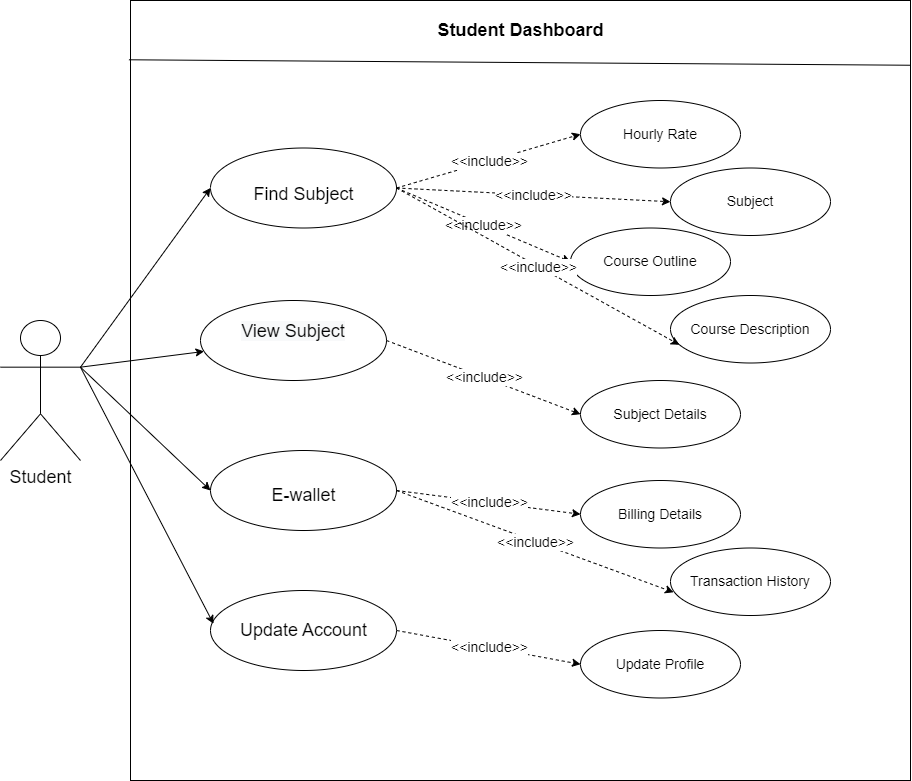 Student Dashboard
Hourly Rate
<<include>>
Find Subject
<<include>>
Subject
<<include>>
Course Outline
<<include>>
Course Description
View Subject
<<include>>
Subject Details
Student
E-wallet
<<include>>
Billing Details
<<include>>
Transaction History
Update Account
<<include>>
Update Profile